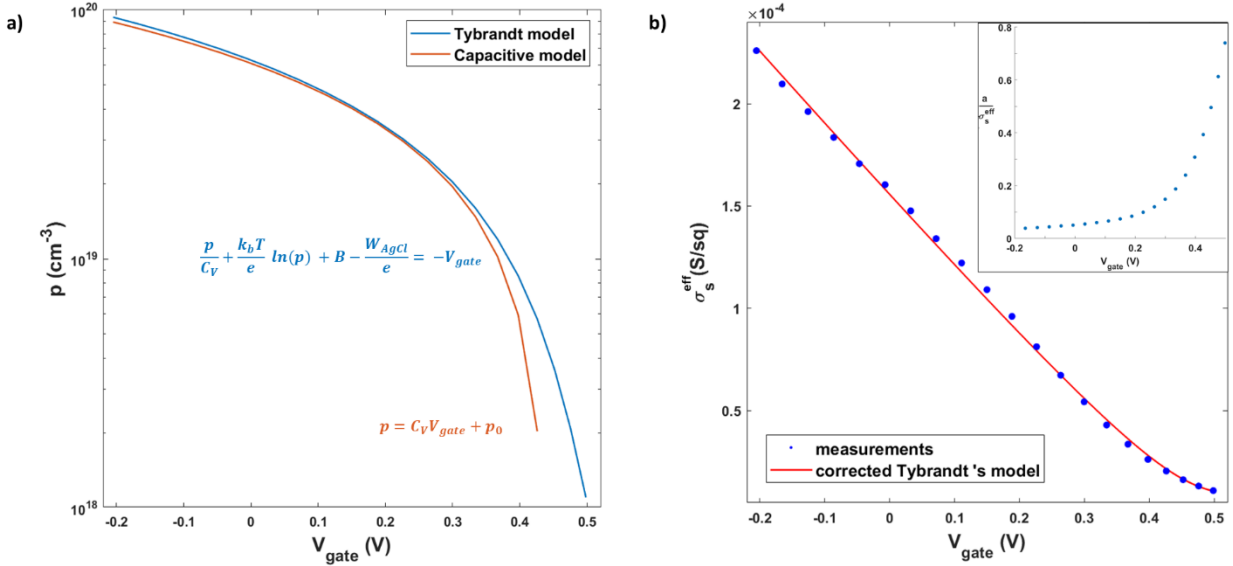 a)
10^20
10^19
10^18
p (cm^-3)
Tybrandt model
Capacitive model
p/C_V + k_b T/e ln(p) + B − W_AgCl/e = −V_gate
p = C_V V_gate + p_0
-0.2 -0.1 0 0.1 0.2 0.3 0.4 0.5
V_gate (V)
b)
×10^-4
2
1.5
1
0.5
σ_s^eff (S/sq)
measurements
corrected Tybrandt 's model
-0.2 -0.1 0 0.1 0.2 0.3 0.4 0.5
V_gate (V)
0.8
0.6
0.4
0.2
0
a/σ_s^eff
-0.2 0 0.2 0.4
V_gate (V)